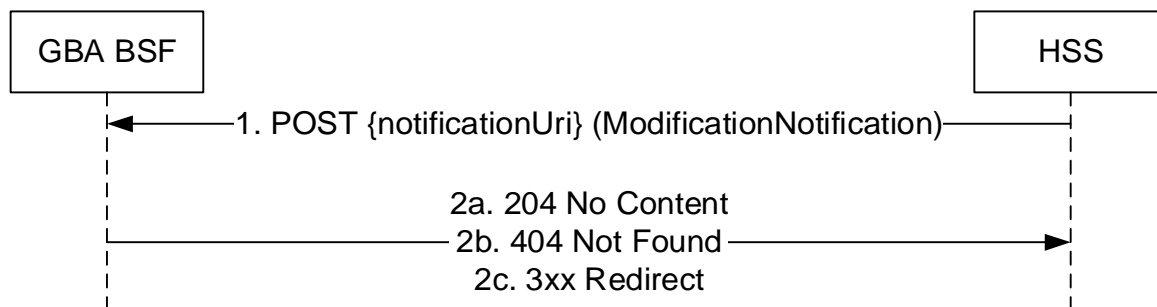 GBA BSF
HSS
1. POST {notificationUri} (ModificationNotification)
2a. 204 No Content
2b. 404 Not Found
2c. 3xx Redirect